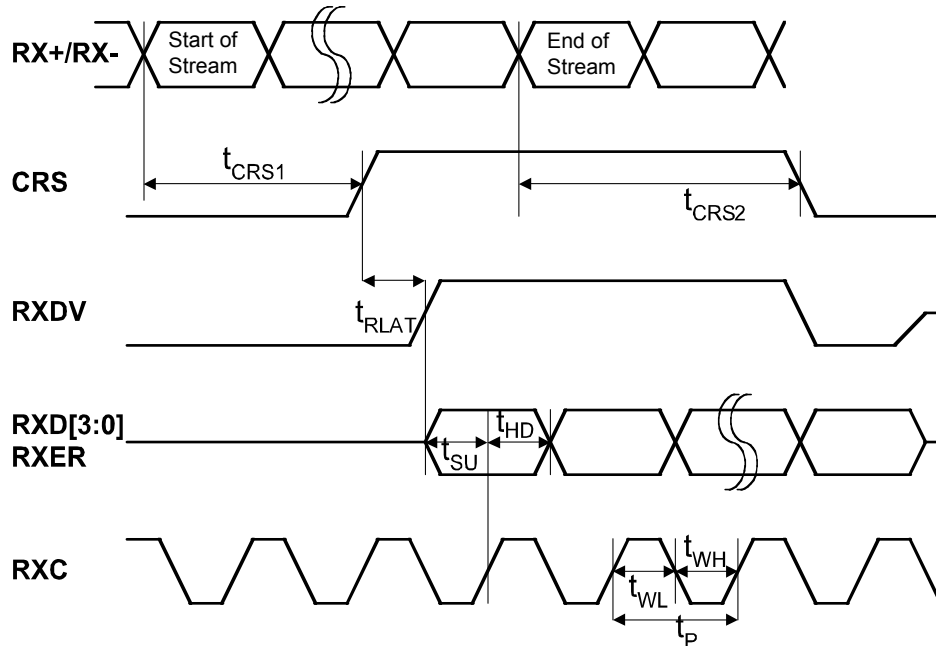 RX+/RX-
Start of
Stream
End of
Stream
CRS
tCRS1
tCRS2
RXDV
tRLAT
RXD[3:0]
RXER
tSU
tHD
RXC
tWL
tWH
tP